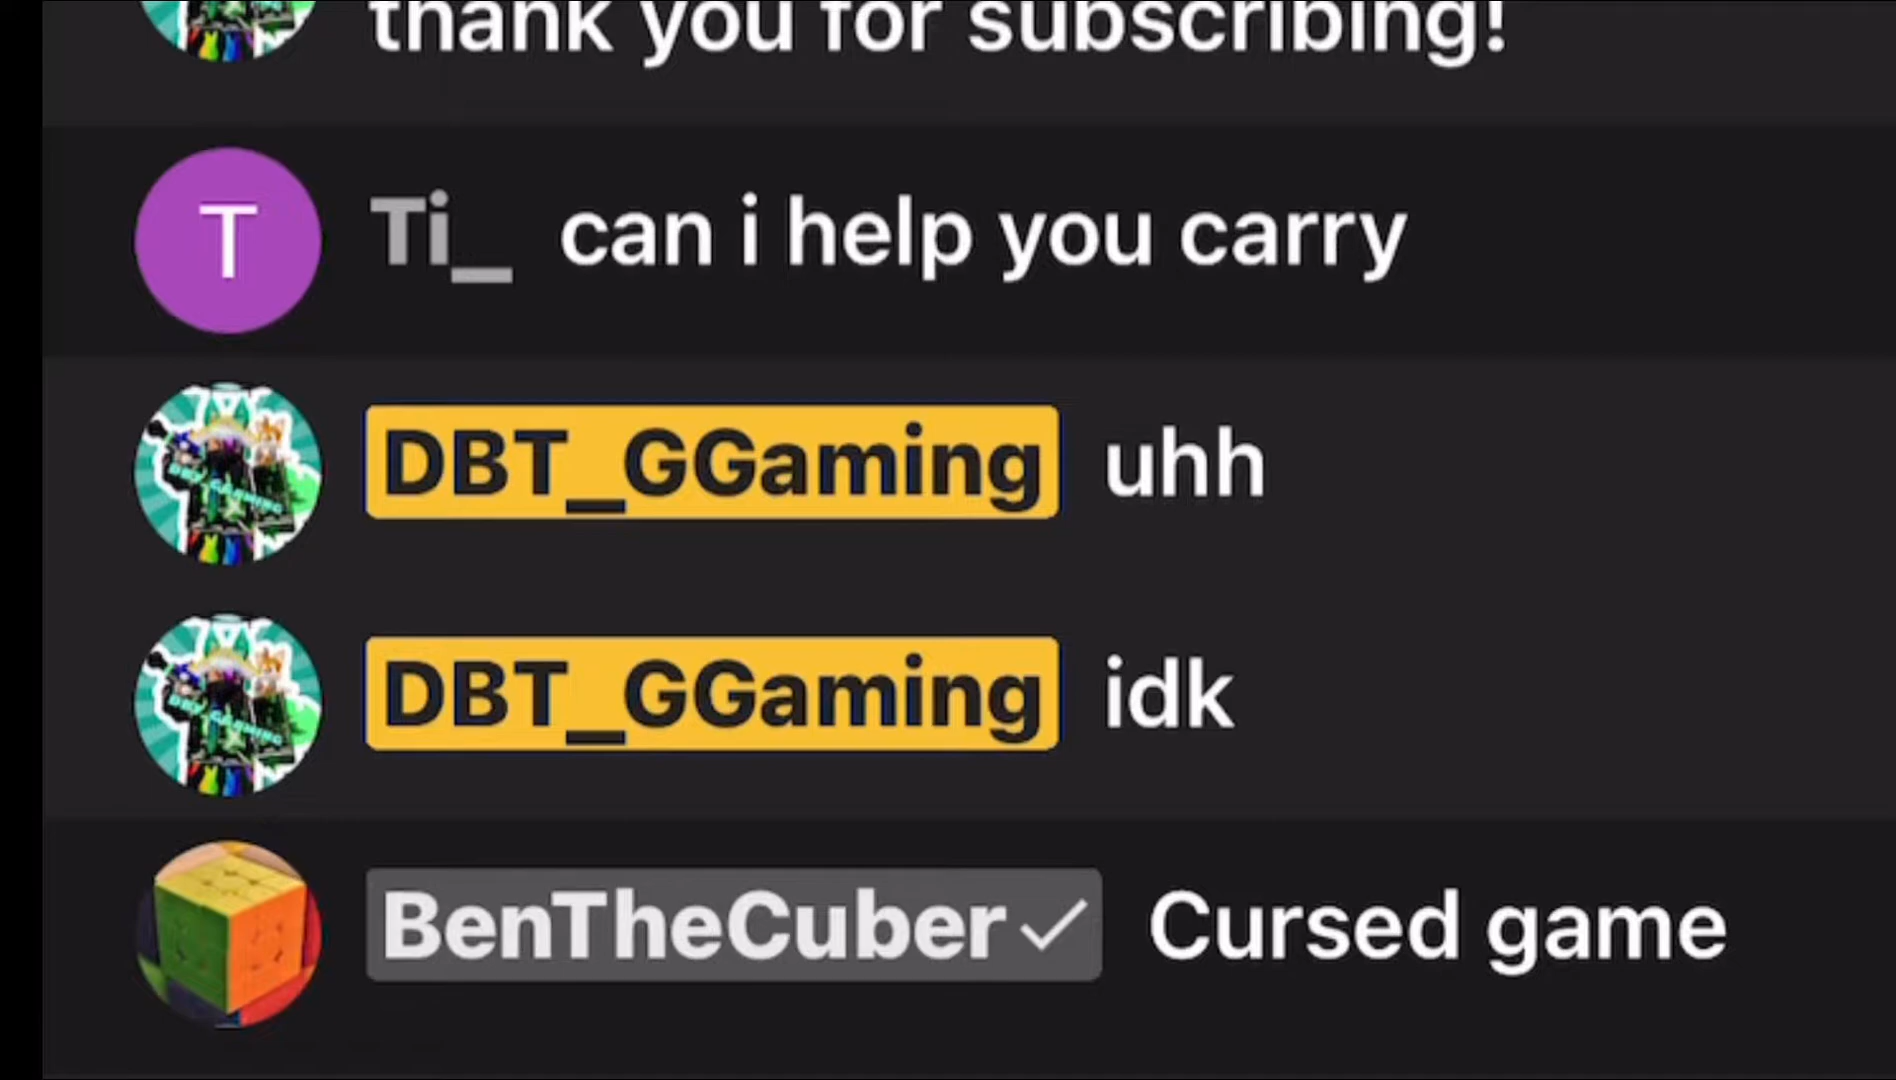 thank you for subscribing!
T Ti_ can i help you carry
DBT_GGaming uhh
DBT_GGaming idk
BenTheCuber✓ Cursed game